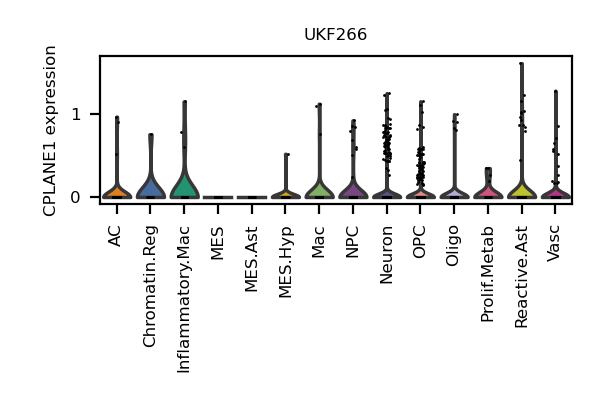 UKF266
CPLANE1 expression
1
0
AC
Chromatin.Reg
Inflammatory.Mac
MES
MES.Ast
MES.Hyp
Mac
NPC
Neuron
OPC
Oligo
Prolif.Metab
Reactive.Ast
Vasc